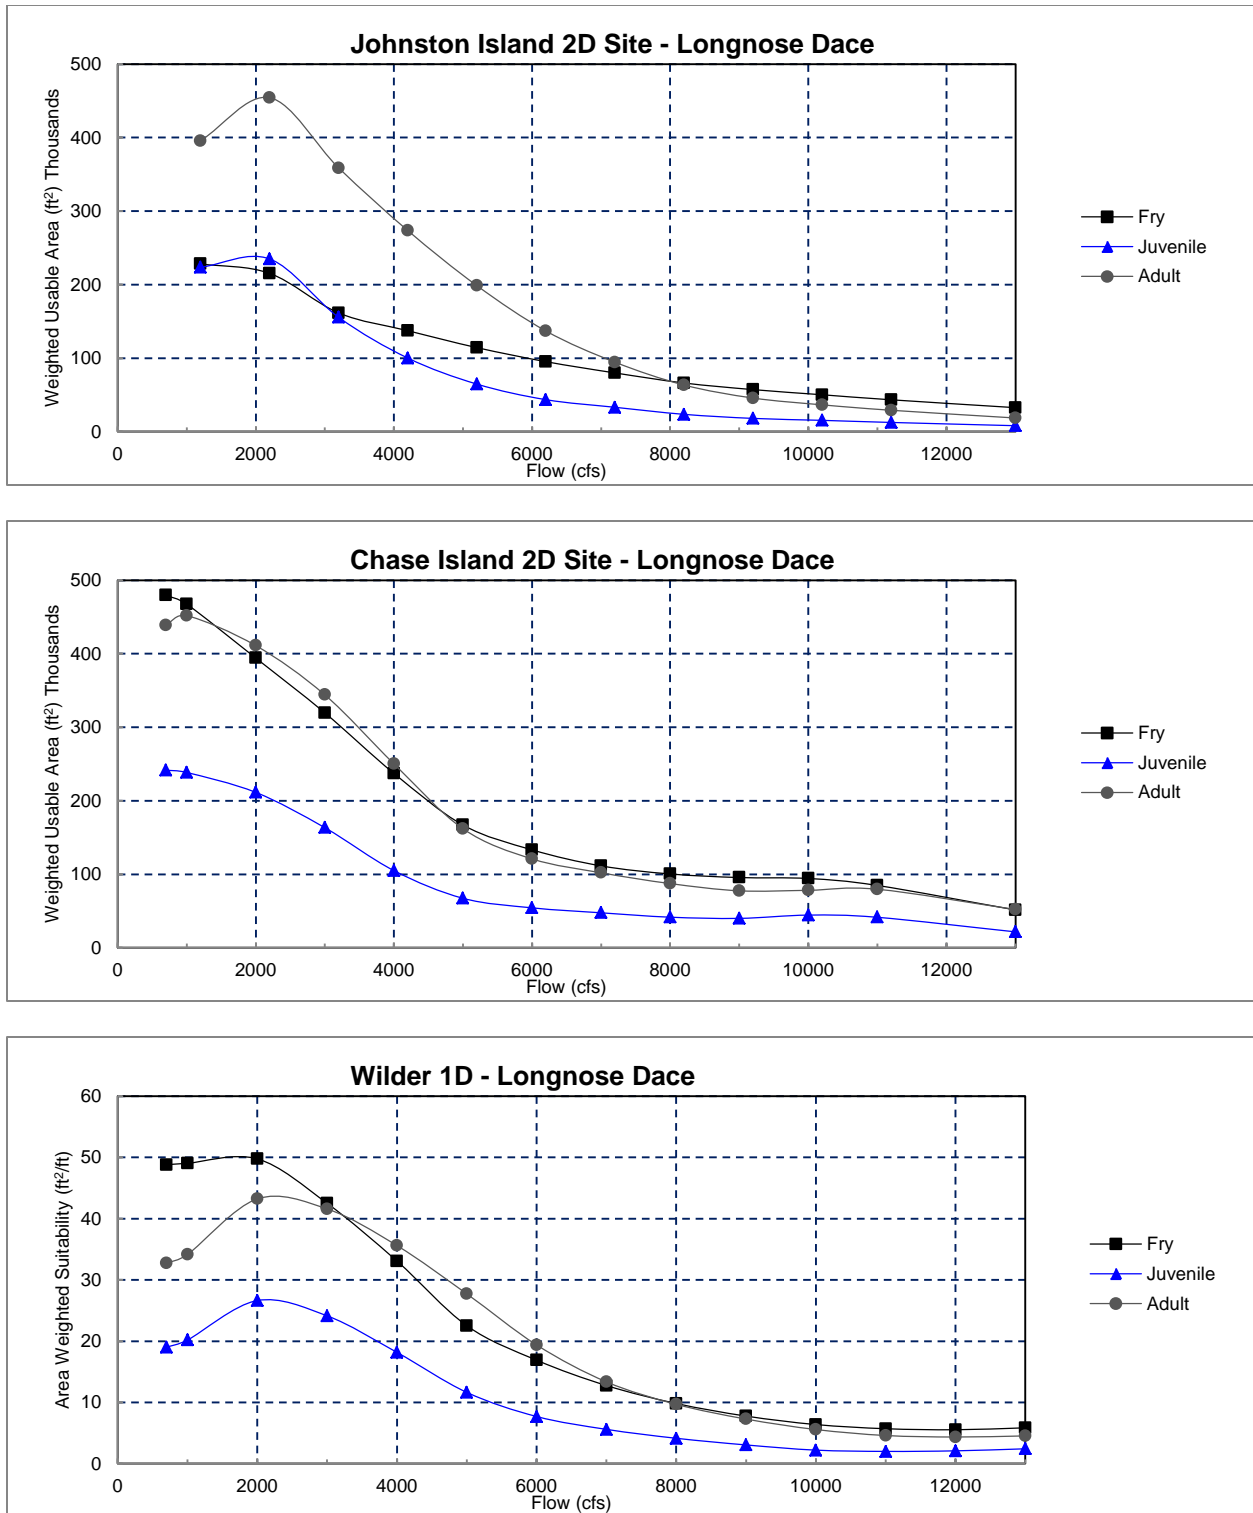 Johnston Island 2D Site - Longnose Dace
Weighted Usable Area (ft²) Thousands
500
400
300
200
100
0
0 2000 4000 6000 8000 10000 12000
Flow (cfs)
Fry
Juvenile
Adult
Chase Island 2D Site - Longnose Dace
Weighted Usable Area (ft²) Thousands
500
400
300
200
100
0
0 2000 4000 6000 8000 10000 12000
Flow (cfs)
Fry
Juvenile
Adult
Wilder 1D - Longnose Dace
Area Weighted Suitability (ft²/ft)
60
50
40
30
20
10
0
0 2000 4000 6000 8000 10000 12000
Flow (cfs)
Fry
Juvenile
Adult